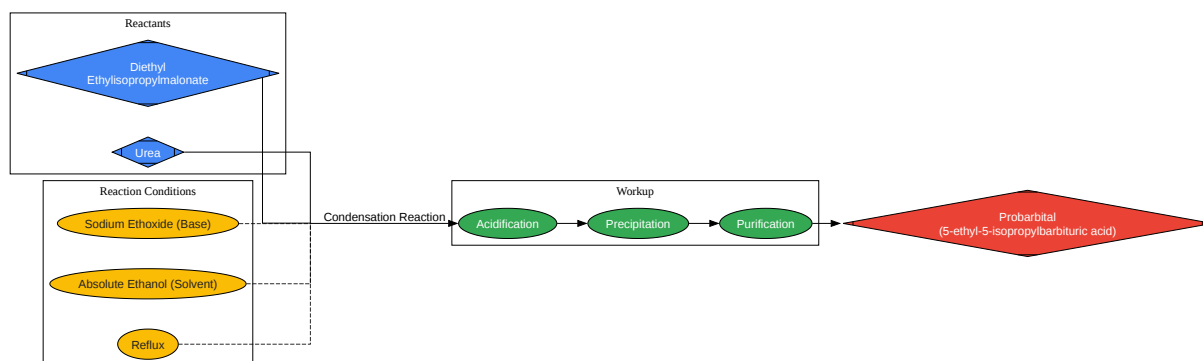 Reactants
Diethyl
Ethylisopropylmalonate
Urea
Reaction Conditions
Sodium Ethoxide (Base)
Absolute Ethanol (Solvent)
Reflux
Condensation Reaction
Workup
Acidification
Precipitation
Purification
Probarbital
(5-ethyl-5-isopropylbarbituric acid)